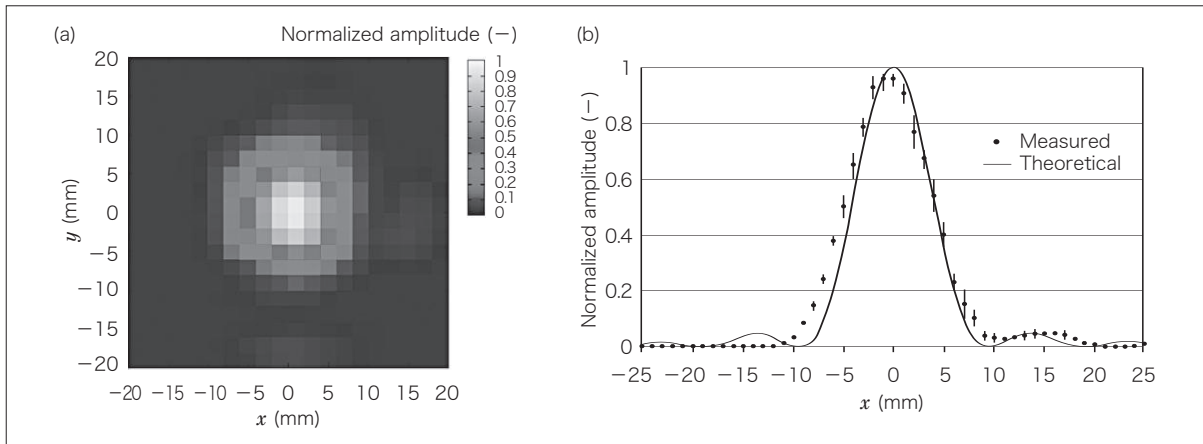 (a)
Normalized amplitude (−)
20
15
10
5
0
−5
−10
−15
−20
y (mm)
−20 −15 −10 −5 0 5 10 15 20
x (mm)
1
0.9
0.8
0.7
0.6
0.5
0.4
0.3
0.2
0.1
0
(b)
Normalized amplitude (−)
1
0.8
0.6
0.4
0.2
0
Measured
Theoretical
−25 −20 −15 −10 −5 0 5 10 15 20 25
x (mm)